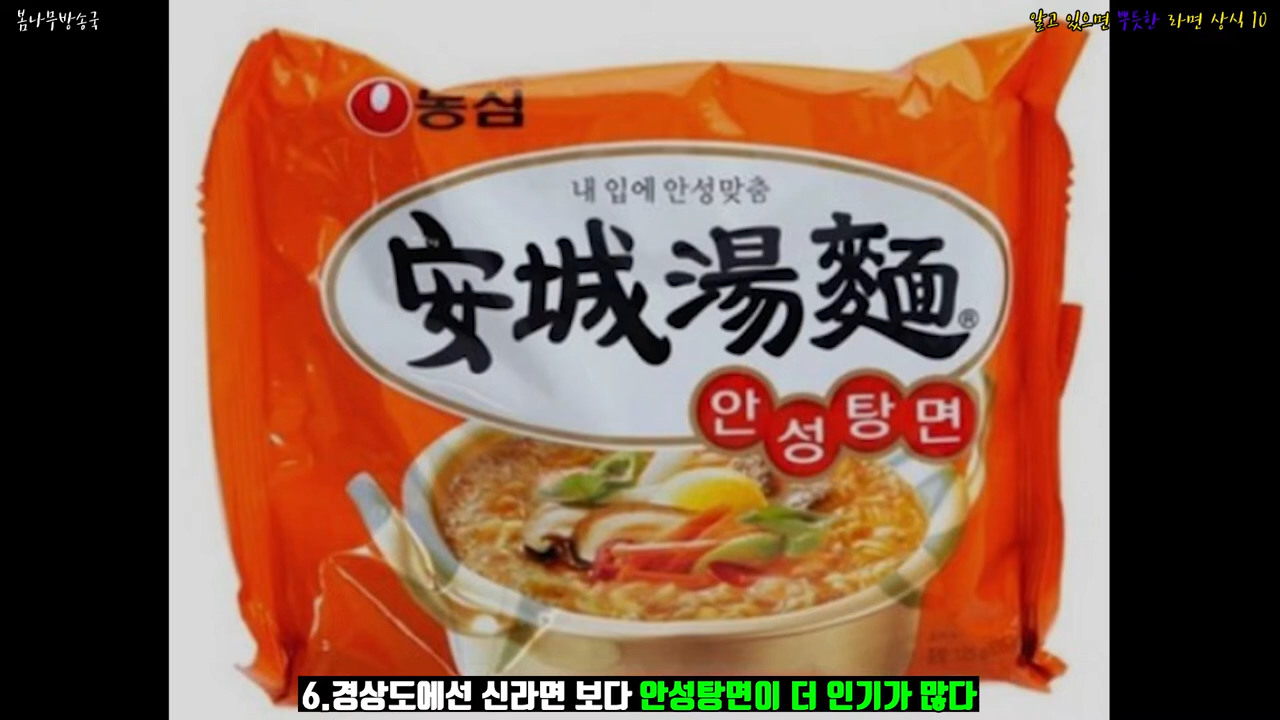 봄나무방송국
알고 있으면 뿌듯한 라면 상식 10
농심
내 입에 안성맞춤
安城湯麵®
안성탕면
6.경상도에선 신라면 보다 안성탕면이 더 인기가 많다